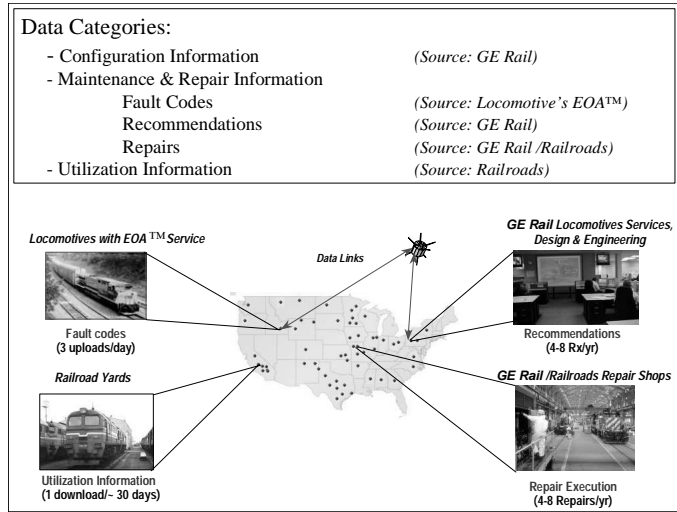 Data Categories:
- Configuration Information (Source: GE Rail)
- Maintenance & Repair Information
Fault Codes (Source: Locomotive's EOA™)
Recommendations (Source: GE Rail)
Repairs (Source: GE Rail /Railroads)
- Utilization Information (Source: Railroads)
Locomotives with EOA ™ Service
Fault codes
(3 uploads/day)
Data Links
GE Rail Locomotives Services,
Design & Engineering
Recommendations
(4-8 Rx/yr)
Railroad Yards
Utilization Information
(1 download/~ 30 days)
GE Rail /Railroads Repair Shops
Repair Execution
(4-8 Repairs/yr)